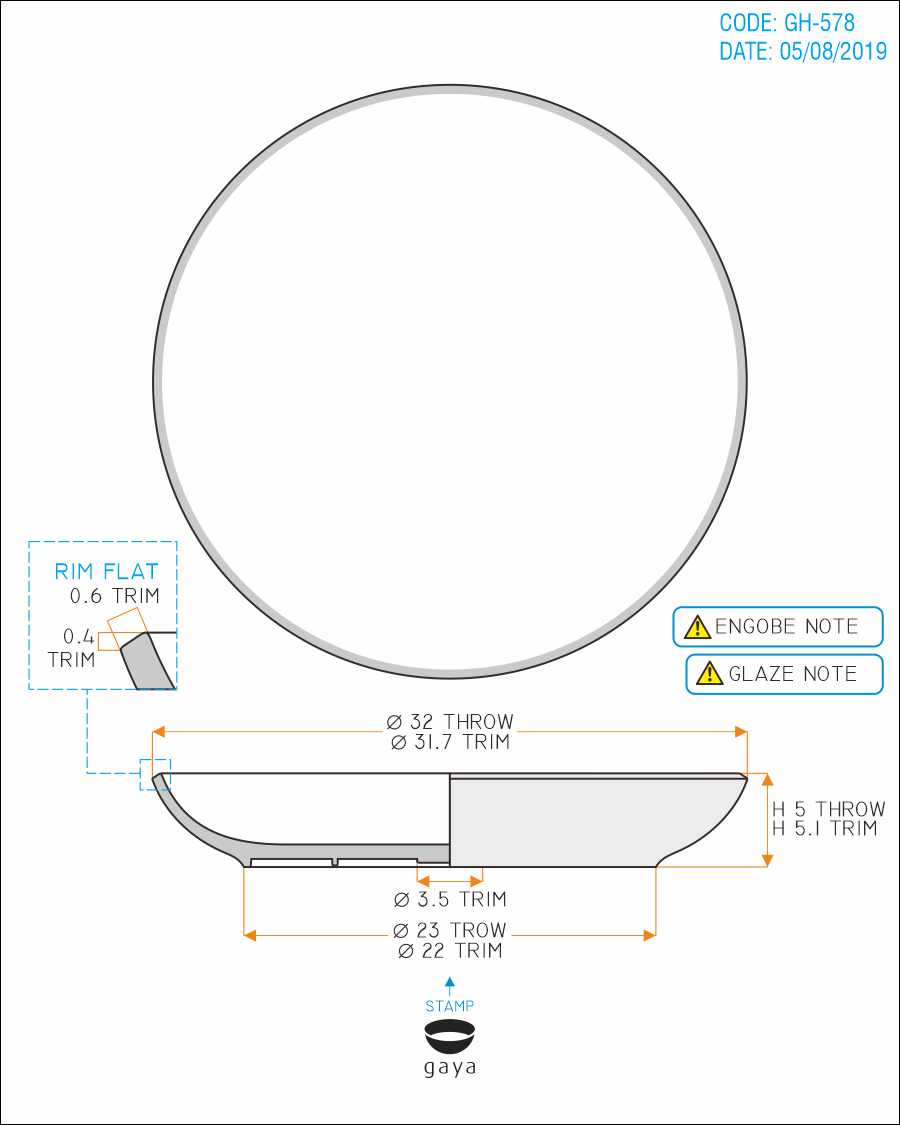 CODE: GH-578
DATE: 05/08/2019
RIM FLAT
0.6 TRIM
0.4
TRIM
ENGOBE NOTE
GLAZE NOTE
Ø 32 THROW
Ø 31.7 TRIM
H 5 THROW
H 5.1 TRIM
Ø 3.5 TRIM
Ø 23 TROW
Ø 22 TRIM
STAMP
gaya